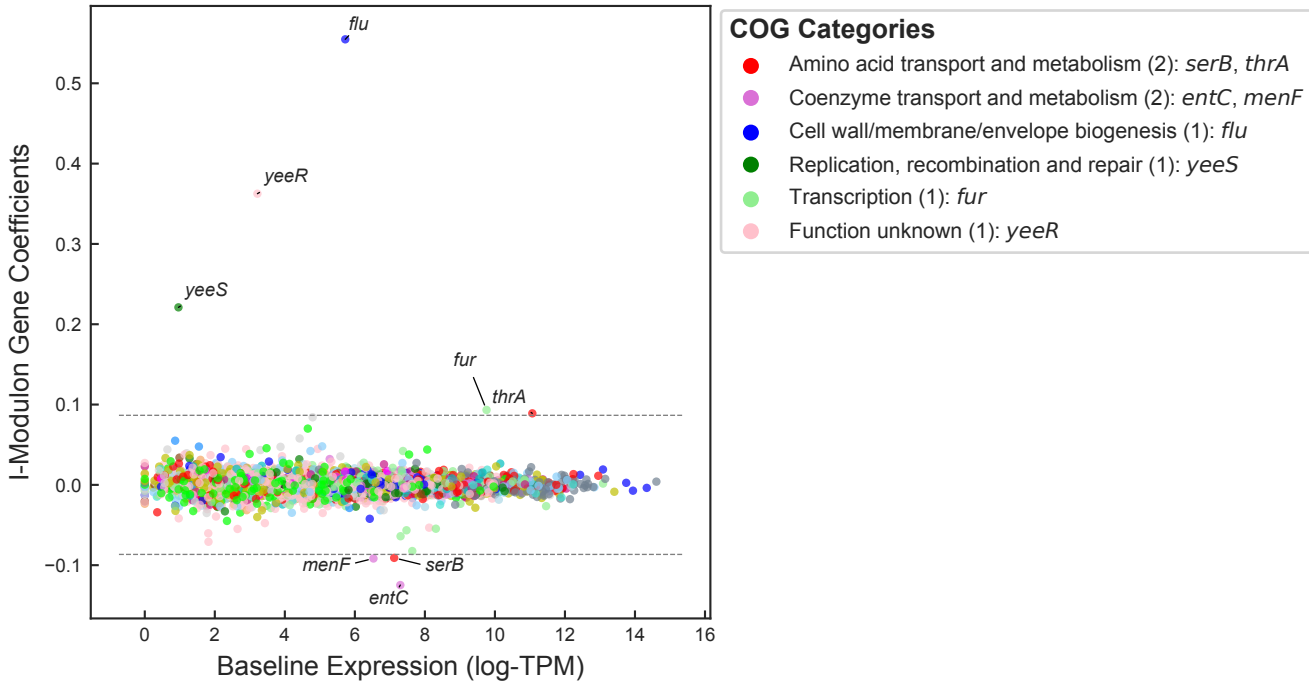 flu
yeeR
yeeS
fur
thrA
menF
serB
entC
0.5
0.4
0.3
0.2
0.1
0.0
−0.1
0 2 4 6 8 10 12 14 16
I-Modulon Gene Coefficients
Baseline Expression (log-TPM)
COG Categories
Amino acid transport and metabolism (2): serB, thrA
Coenzyme transport and metabolism (2): entC, menF
Cell wall/membrane/envelope biogenesis (1): flu
Replication, recombination and repair (1): yeeS
Transcription (1): fur
Function unknown (1): yeeR